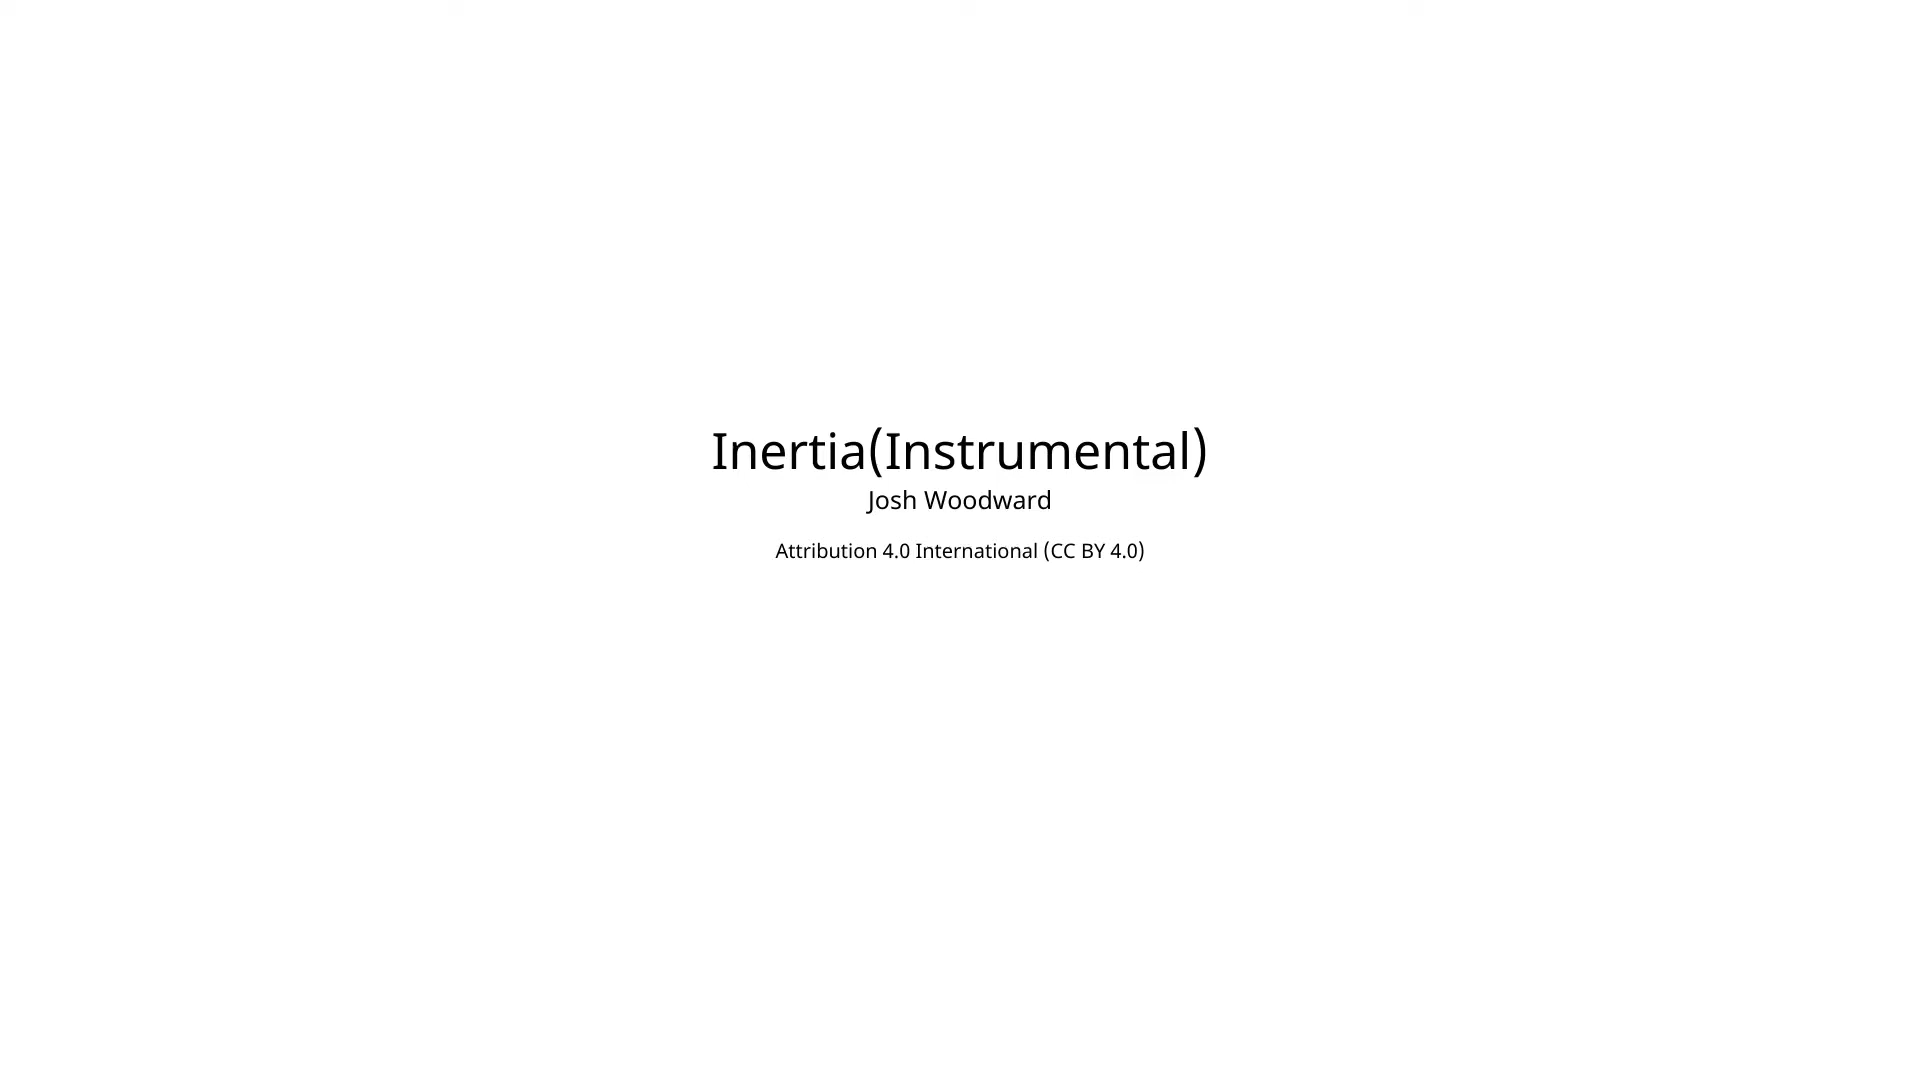 Inertia(Instrumental)
Josh Woodward
Attribution 4.0 International (CC BY 4.0)